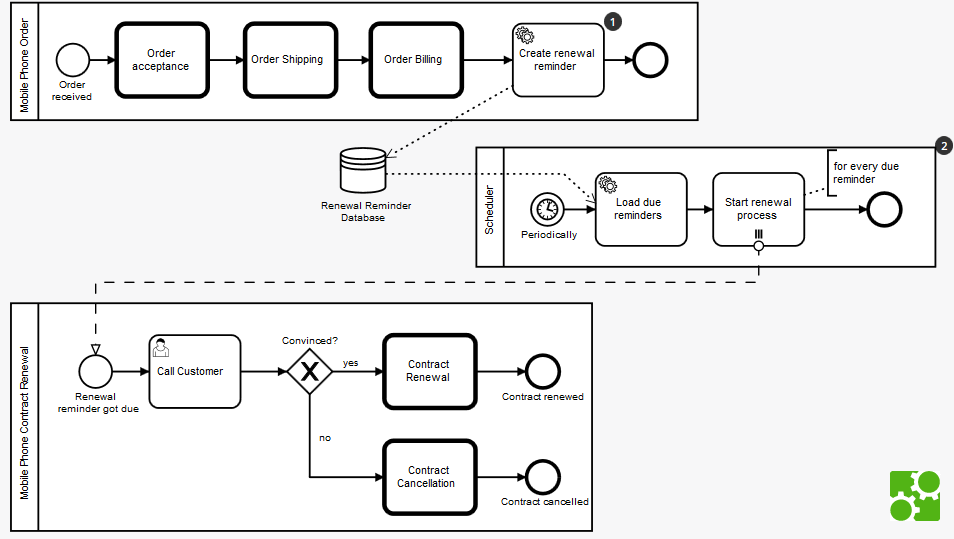 Mobile Phone Order
Order
received
Order
acceptance
Order Shipping
Order Billing
Create renewal
reminder
1
Renewal Reminder
Database
2
Scheduler
Periodically
Load due
reminders
Start renewal
process
for every due
reminder
Mobile Phone Contract Renewal
Renewal
reminder got due
Call Customer
Convinced?
yes
no
Contract
Renewal
Contract renewed
Contract
Cancellation
Contract cancelled